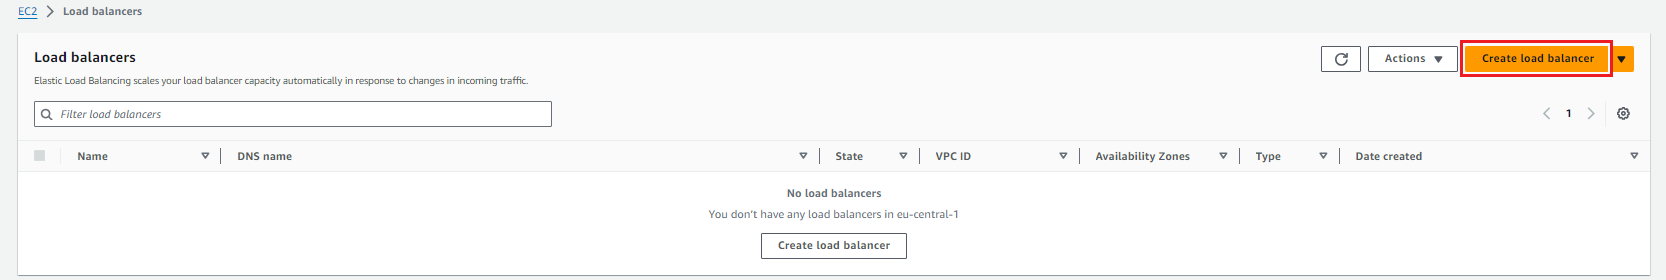 EC2 > Load balancers
Load balancers
Actions
Create load balancer
Elastic Load Balancing scales your load balancer capacity automatically in response to changes in incoming traffic.
Filter load balancers
1
Name DNS name State VPC ID Availability Zones Type Date created
No load balancers
You don't have any load balancers in eu-central-1
Create load balancer